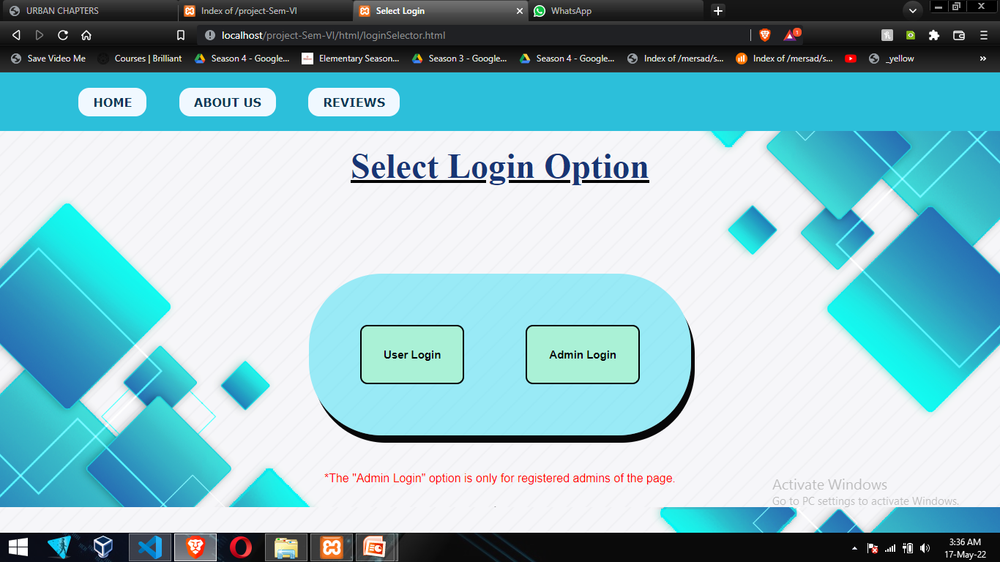 URBAN CHAPTERS
Index of /project-Sem-VI
Select Login
WhatsApp
localhost/project-Sem-VI/html/loginSelector.html
1
Save Video Me
Courses | Brilliant
Season 4 - Google...
Elementary Season...
Season 3 - Google...
Season 4 - Google...
Index of /mersad/s...
Index of /mersad/s...
_yellow
»
HOME
ABOUT US
REVIEWS
Select Login Option
User Login
Admin Login
*The "Admin Login" option is only for registered admins of the page.
Activate Windows
Go to PC settings to activate Windows.
3:36 AM
17-May-22